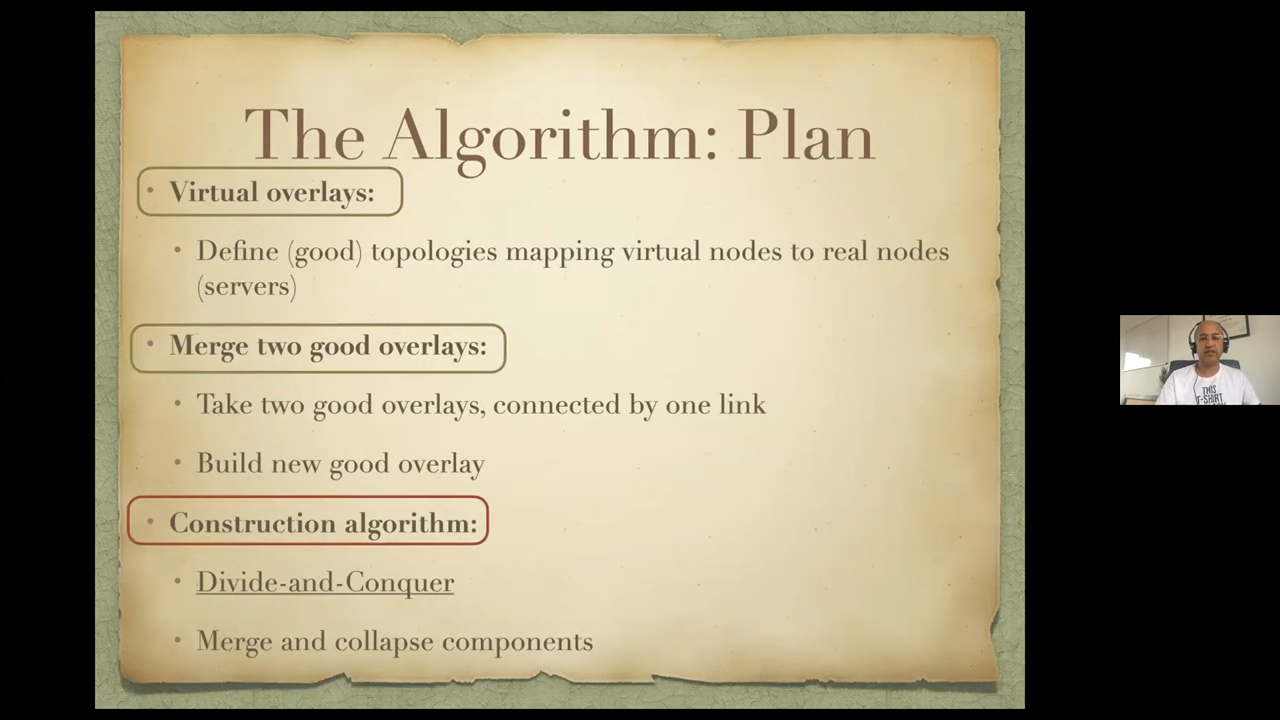 The Algorithm: Plan
• Virtual overlays:
• Define (good) topologies mapping virtual nodes to real nodes
(servers)
• Merge two good overlays:
• Take two good overlays, connected by one link
• Build new good overlay
• Construction algorithm:
• Divide-and-Conquer
• Merge and collapse components
THIS
T-SHIRT